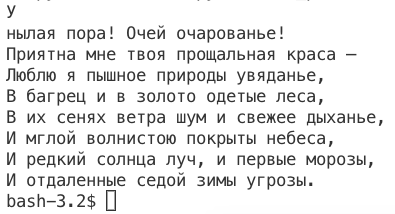 У
нылая пора! Очей очарованье!
Приятна мне твоя прощальная краса —
Люблю я пышное природы увяданье,
В багрец и в золото одетые леса,
В их сенях ветра шум и свежее дыханье,
И мглой волнистою покрыты небеса,
И редкий солнца луч, и первые морозы,
И отдаленные седой зимы угрозы.
bash-3.2$